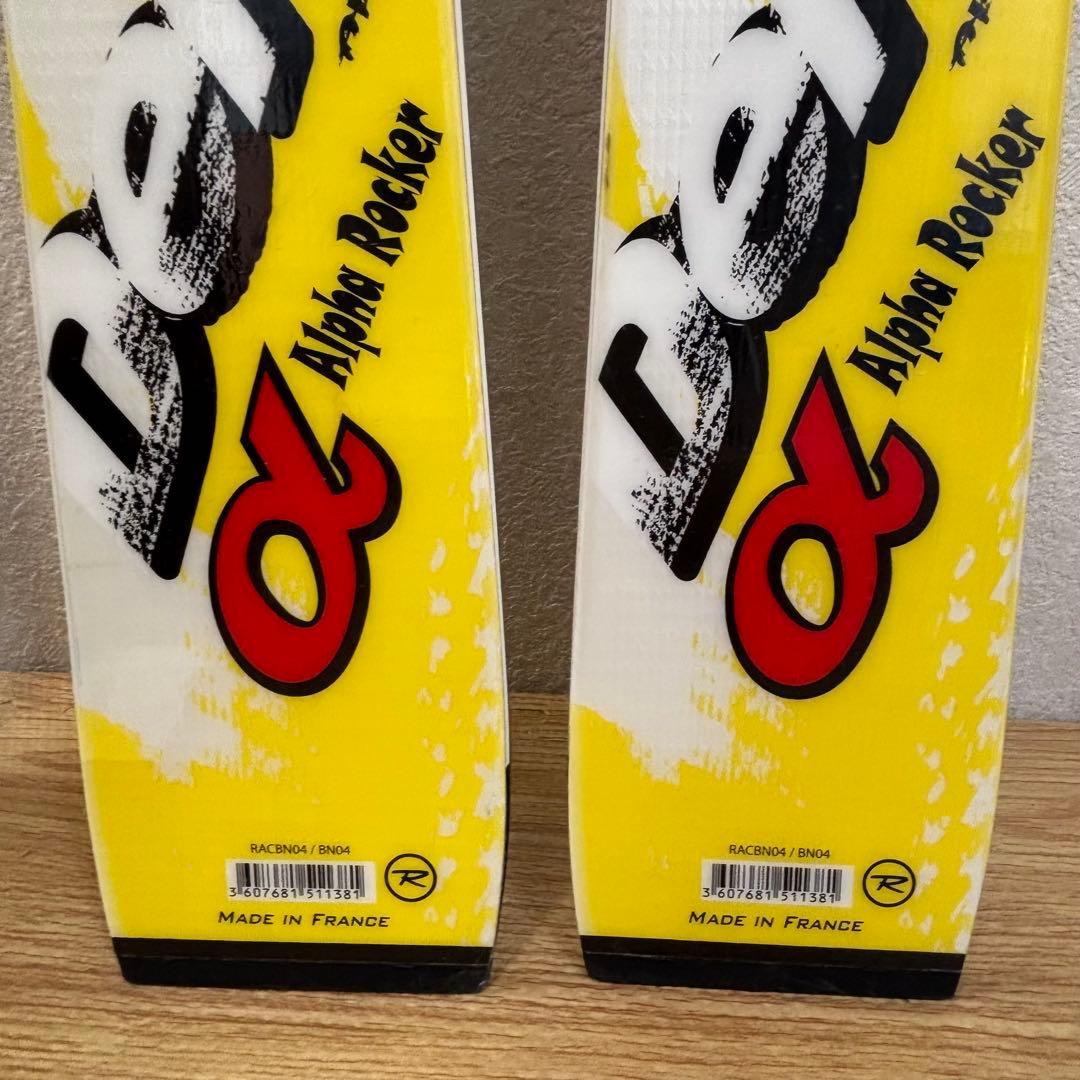 Alpha Rocker
α
RACBN04 / BN04
3 607681 511381
R
MADE IN FRANCE
Alpha Rocker
α
RACBN04 / BN04
3 607681 511381
R
MADE IN FRANCE